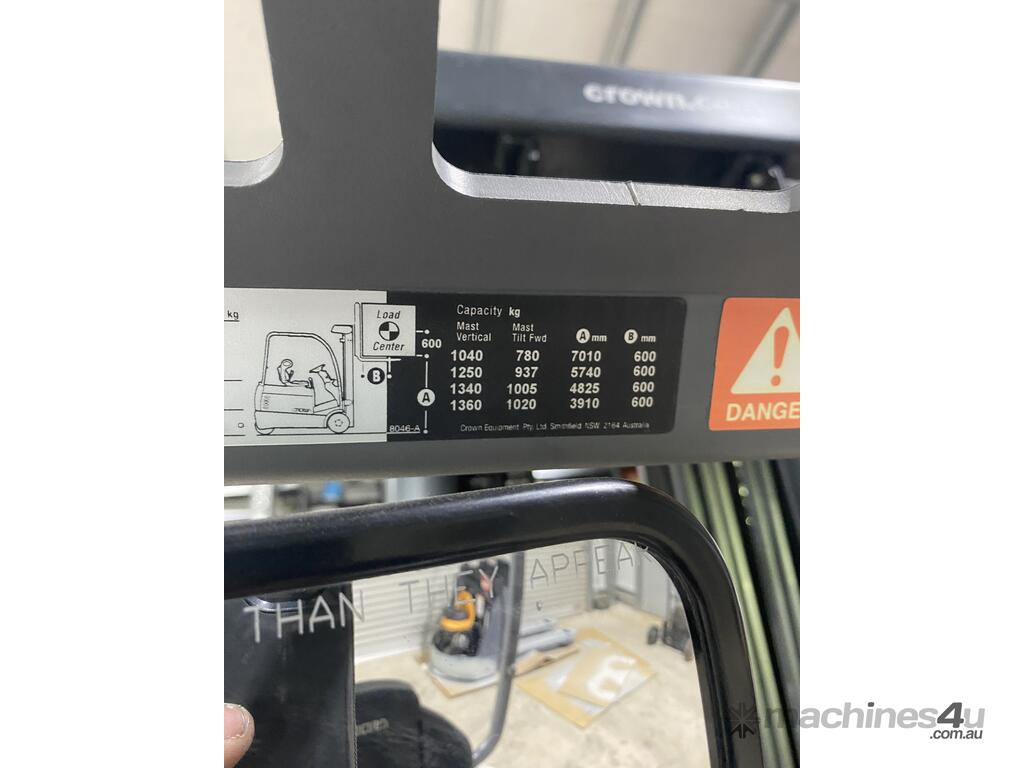 crown.com
kg
Load
Center
600
B
A
8046-A
Capacity kg
Mast Vertical Mast Tilt Fwd A mm B mm
1040 780 7010 600
1250 937 5740 600
1340 1005 4825 600
1360 1020 3910 600
Crown Equipment Pty. Ltd. Smithfield NSW 2164 Australia
DANGE
THAN THEY APPEAR
CROWN
machines4u
.com.au